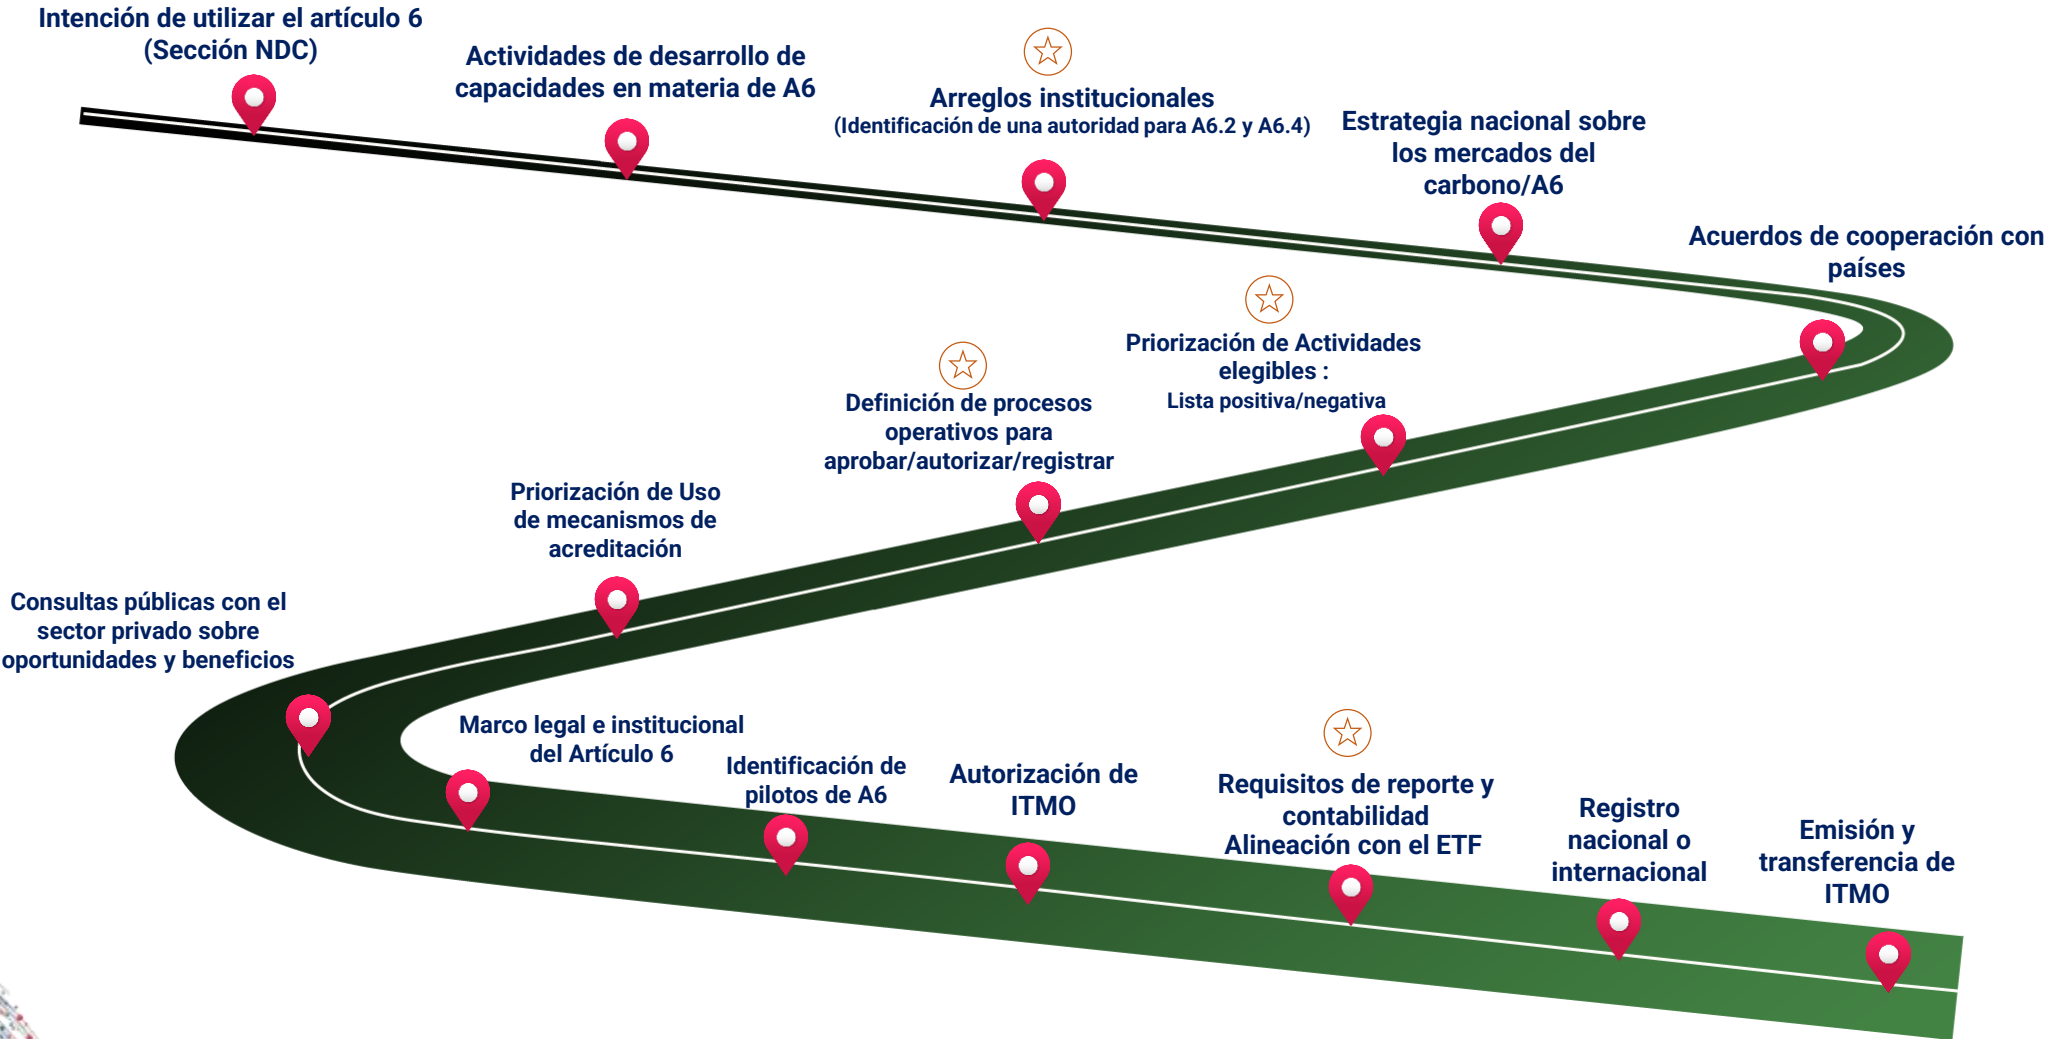 Intención de utilizar el artículo 6
(Sección NDC)
Actividades de desarrollo de
capacidades en materia de A6
Arreglos institucionales
(Identificación de una autoridad para A6.2 y A6.4)
Estrategia nacional sobre
los mercados del
carbono/A6
Acuerdos de cooperación con
países
Priorización de Actividades
elegibles :
Lista positiva/negativa
Definición de procesos
operativos para
aprobar/autorizar/registrar
Priorización de Uso
de mecanismos de
acreditación
Consultas públicas con el
sector privado sobre
oportunidades y beneficios
Marco legal e institucional
del Artículo 6
Identificación de
pilotos de A6
Autorización de
ITMO
Requisitos de reporte y
contabilidad
Alineación con el ETF
Registro
nacional o
internacional
Emisión y
transferencia de
ITMO